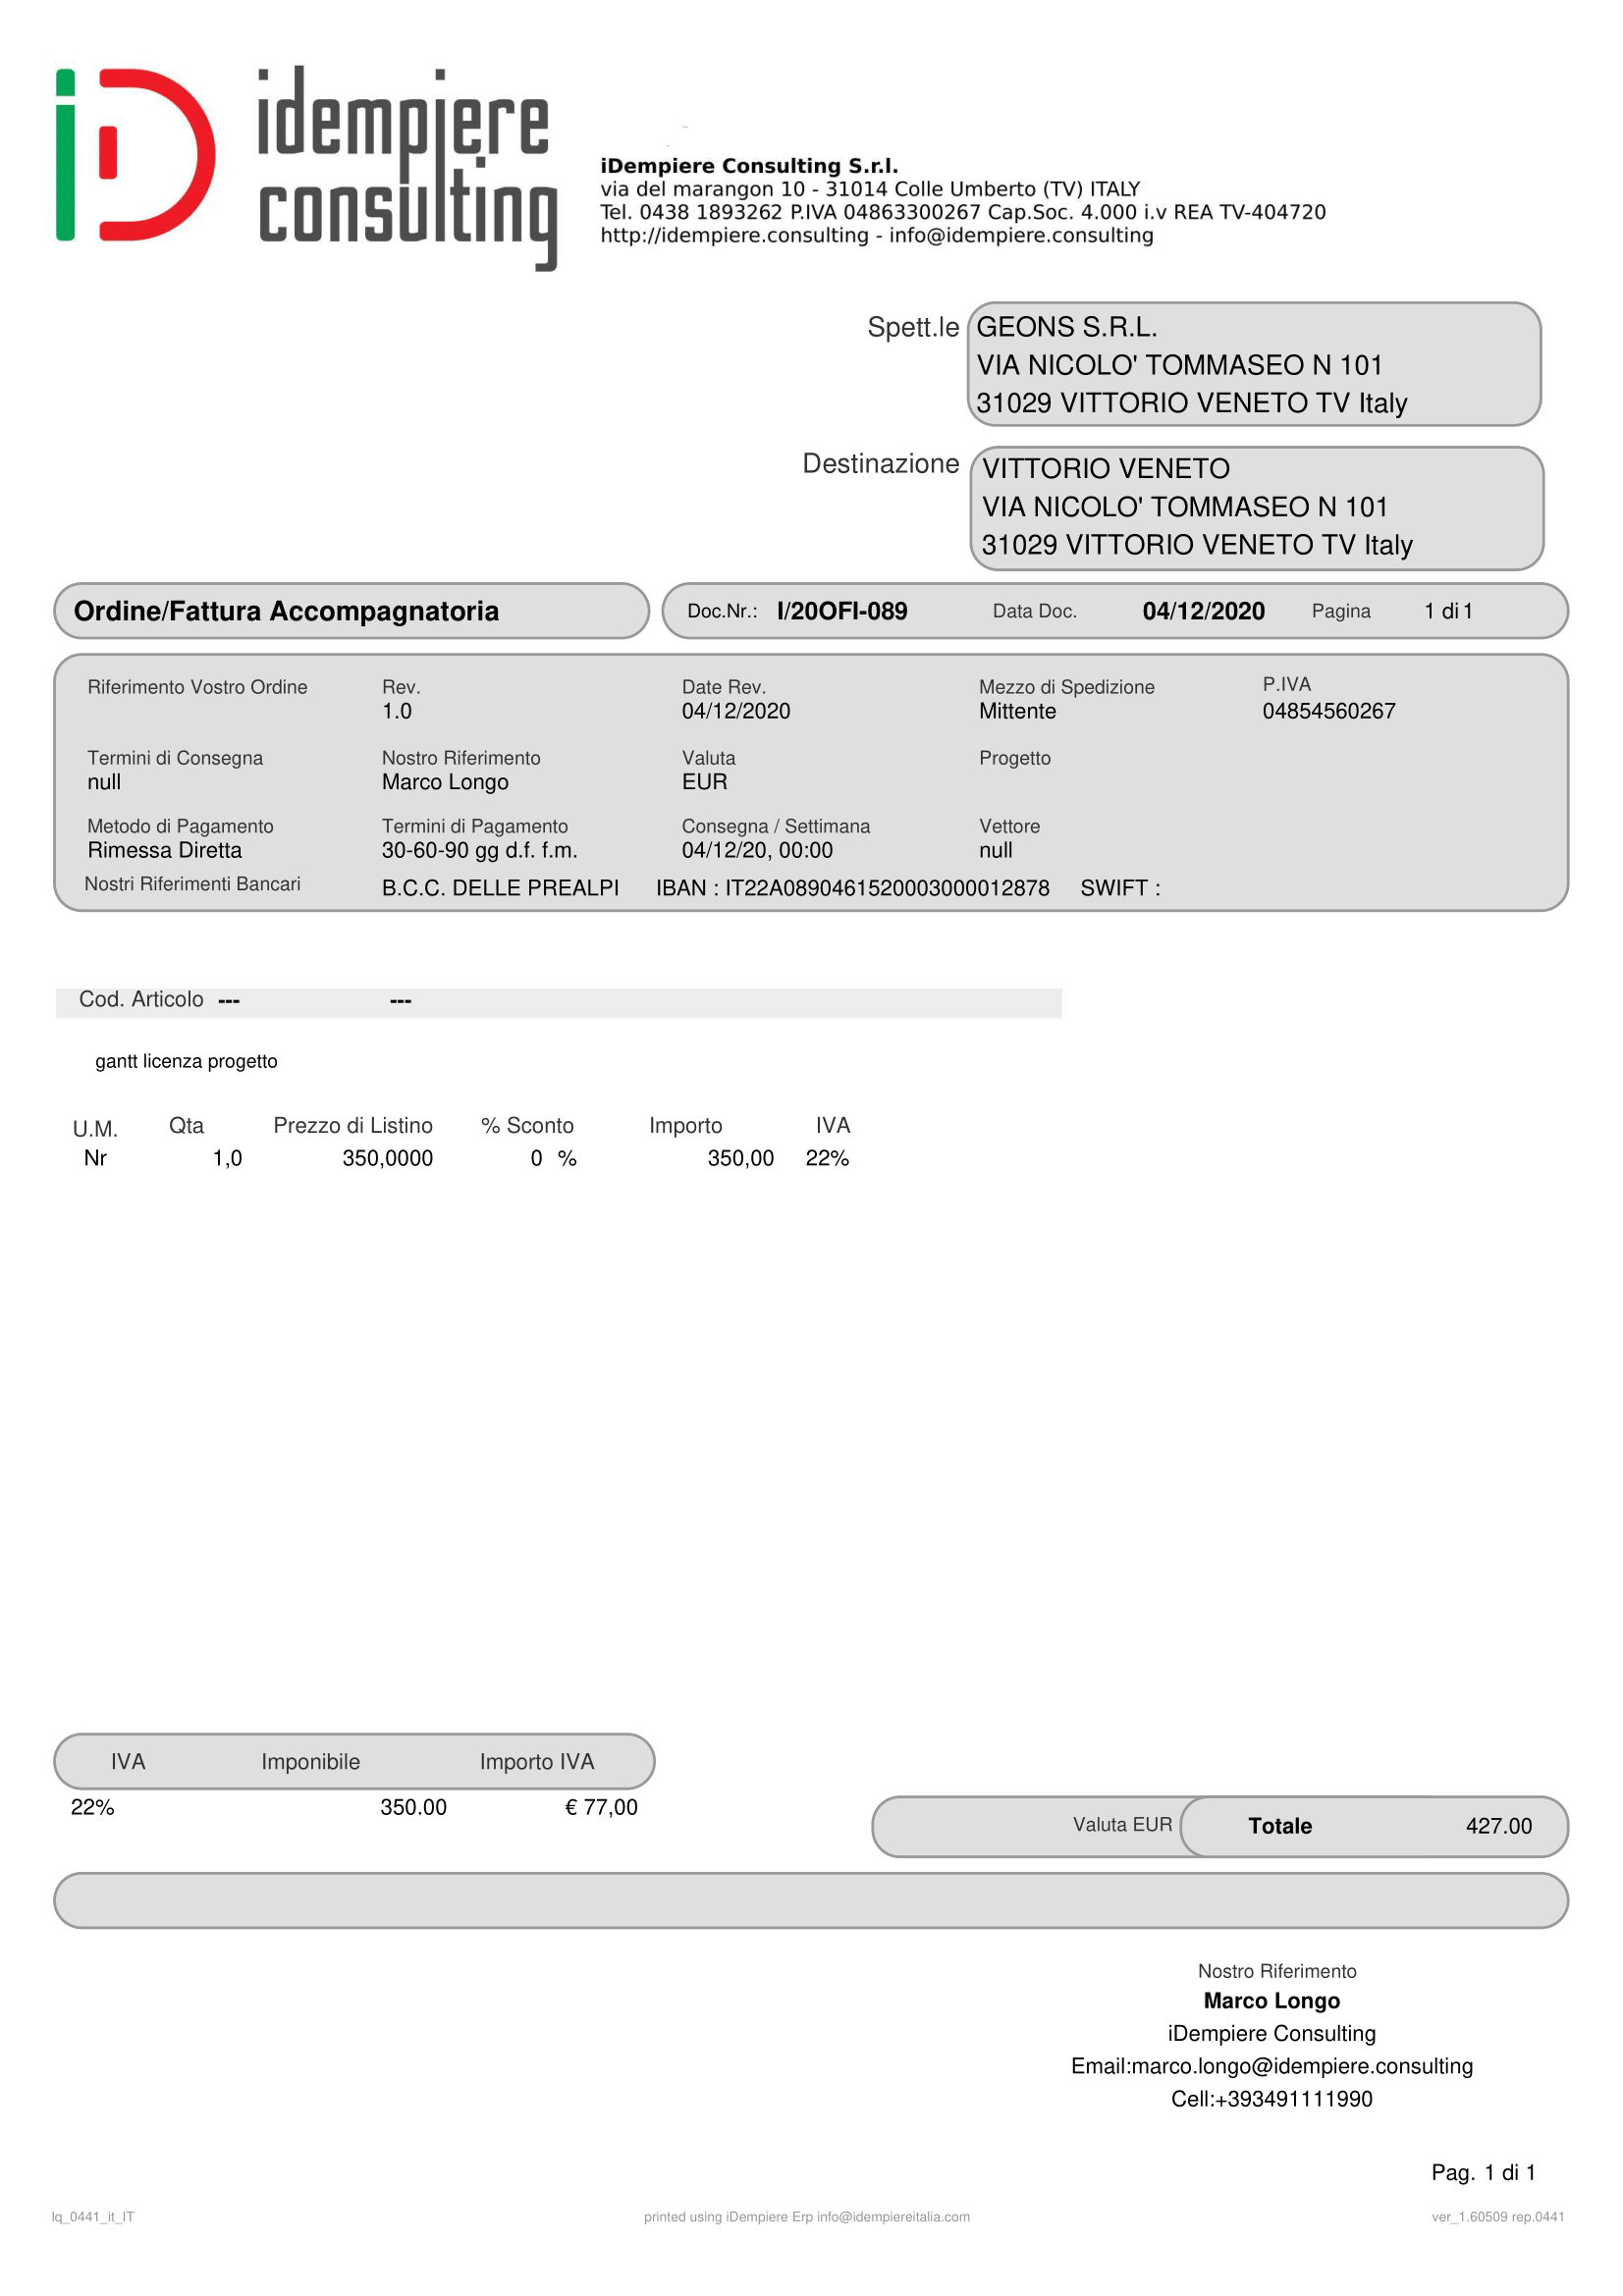 idempiere
consulting
iDempiere Consulting S.r.l.
via del marangon 10 - 31014 Colle Umberto (TV) ITALY
Tel. 0438 1893262 P.IVA 04863300267 Cap.Soc. 4.000 i.v REA TV-404720
http://idempiere.consulting - info@idempiere.consulting
Spett.le GEONS S.R.L.
VIA NICOLO' TOMMASEO N 101
31029 VITTORIO VENETO TV Italy
Destinazione VITTORIO VENETO
VIA NICOLO' TOMMASEO N 101
31029 VITTORIO VENETO TV Italy
Ordine/Fattura Accompagnatoria Doc.Nr.: I/20OFI-089 Data Doc. 04/12/2020 Pagina 1 di 1
Riferimento Vostro Ordine Rev. Date Rev. Mezzo di Spedizione P.IVA
1.0 04/12/2020 Mittente 04854560267
Termini di Consegna Nostro Riferimento Valuta Progetto
null Marco Longo EUR
Metodo di Pagamento Termini di Pagamento Consegna / Settimana Vettore
Rimessa Diretta 30-60-90 gg d.f. f.m. 04/12/20, 00:00 null
Nostri Riferimenti Bancari B.C.C. DELLE PREALPI IBAN : IT22A0890461520003000012878 SWIFT :
Cod. Articolo --- ---
gantt licenza progetto
U.M. Qta Prezzo di Listino % Sconto Importo IVA
Nr 1,0 350,0000 0 % 350,00 22%
IVA Imponibile Importo IVA
22% 350.00 € 77,00
Valuta EUR Totale 427.00
Nostro Riferimento
Marco Longo
iDempiere Consulting
Email:marco.longo@idempiere.consulting
Cell:+393491111990
Pag. 1 di 1
lq_0441_it_IT printed using iDempiere Erp info@idempiereitalia.com ver_1.60509 rep.0441